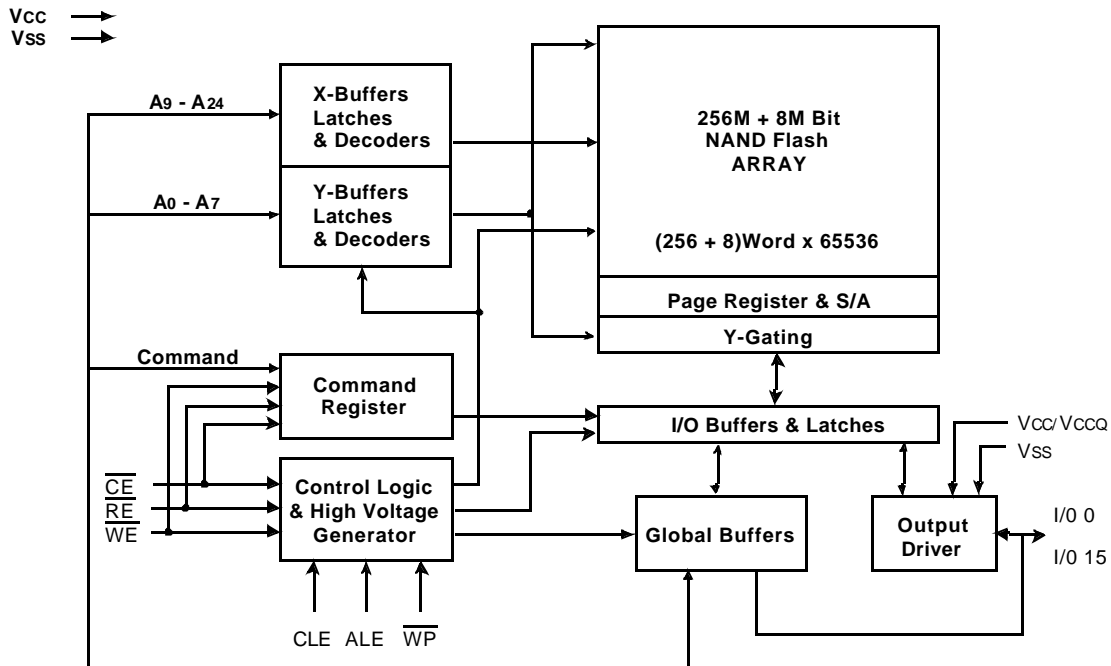 VCC
VSS
A9 - A24
X-Buffers
Latches
& Decoders
A0 - A7
Y-Buffers
Latches
& Decoders
256M + 8M Bit
NAND Flash
ARRAY
(256 + 8)Word x 65536
Page Register & S/A
Y-Gating
Command
Command
Register
I/O Buffers & Latches
VCC/VCCQ
VSS
CE
RE
WE
Control Logic
& High Voltage
Generator
Global Buffers
Output
Driver
I/0 0
I/0 15
CLE
ALE
WP